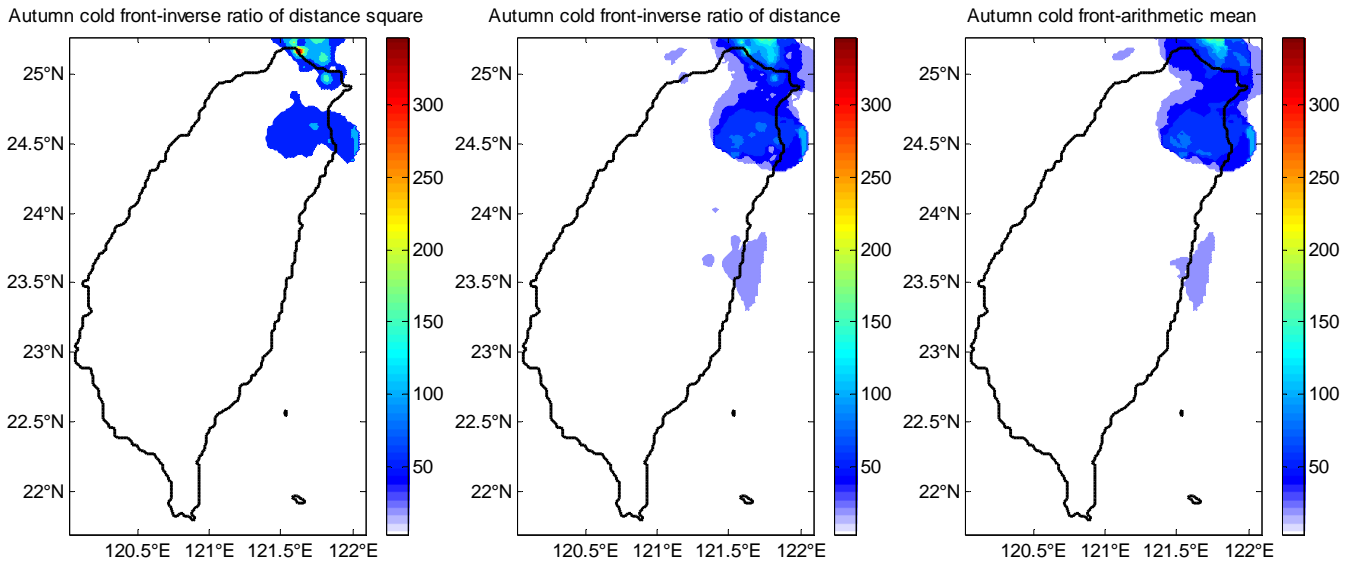 Autumn cold front-inverse ratio of distance square
25°N
24.5°N
24°N
23.5°N
23°N
22.5°N
22°N
120.5°E 121°E 121.5°E 122°E
300
250
200
150
100
50
Autumn cold front-inverse ratio of distance
25°N
24.5°N
24°N
23.5°N
23°N
22.5°N
22°N
120.5°E 121°E 121.5°E 122°E
300
250
200
150
100
50
Autumn cold front-arithmetic mean
25°N
24.5°N
24°N
23.5°N
23°N
22.5°N
22°N
120.5°E 121°E 121.5°E 122°E
300
250
200
150
100
50